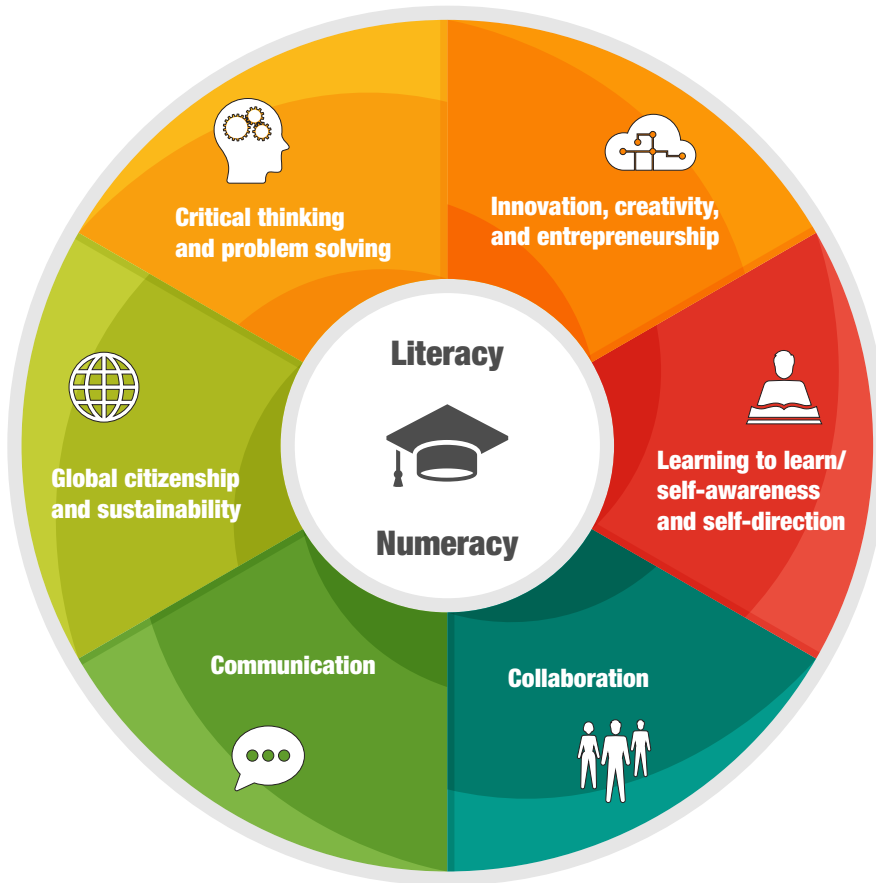 Critical thinking
and problem solving
Innovation, creativity,
and entrepreneurship
Learning to learn/
self-awareness
and self-direction
Collaboration
Communication
Global citizenship
and sustainability
Literacy
Numeracy